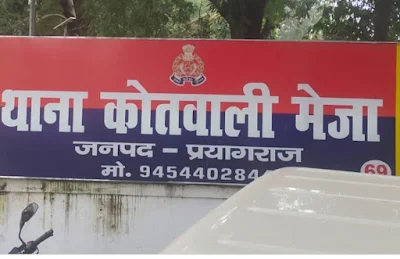 थाना कोतवाली मेजा
जनपद - प्रयागराज
मो.
69